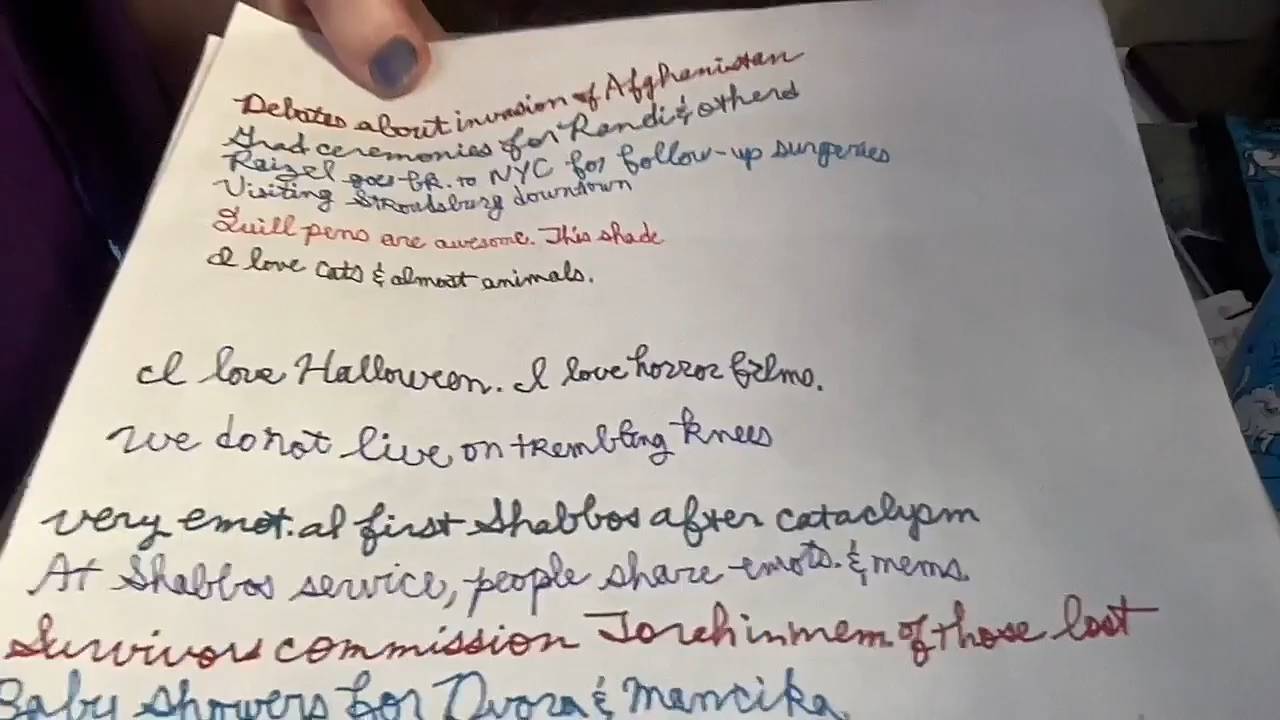 Debates about invasion of Afghanistan
Grad ceremonies for Randi & others
Raizel goes bk. to NYC for follow-up surgeries
Visiting Stroudsburg downtown
Quill pens are awesome. This shade
I love cats & almost animals.
I love Halloween. I love horror films.
We do not live on trembling knees
Very emot.al first Shabbos after cataclysm
At Shabbos service, people share emots. & mems.
Survivors commission Torah in mem. of those lost
Baby showers for Dvora & Mancika.